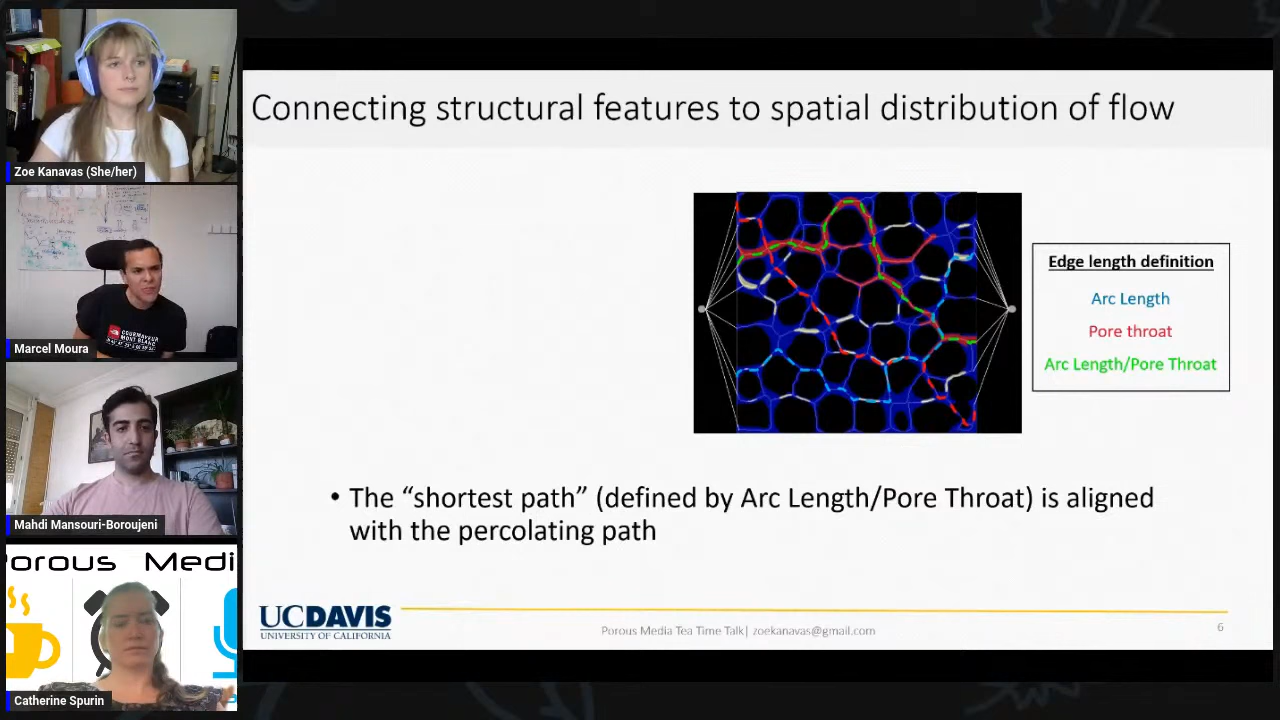 Zoe Kanavas (She/her)
Marcel Moura
Mahdi Mansouri-Boroujeni
Porous Medi
Catherine Spurin
Connecting structural features to spatial distribution of flow
Edge length definition
Arc Length
Pore throat
Arc Length/Pore Throat
• The “shortest path” (defined by Arc Length/Pore Throat) is aligned
with the percolating path
UCDAVIS
UNIVERSITY OF CALIFORNIA
Porous Media Tea Time Talk| zoekanavas@gmail.com
6